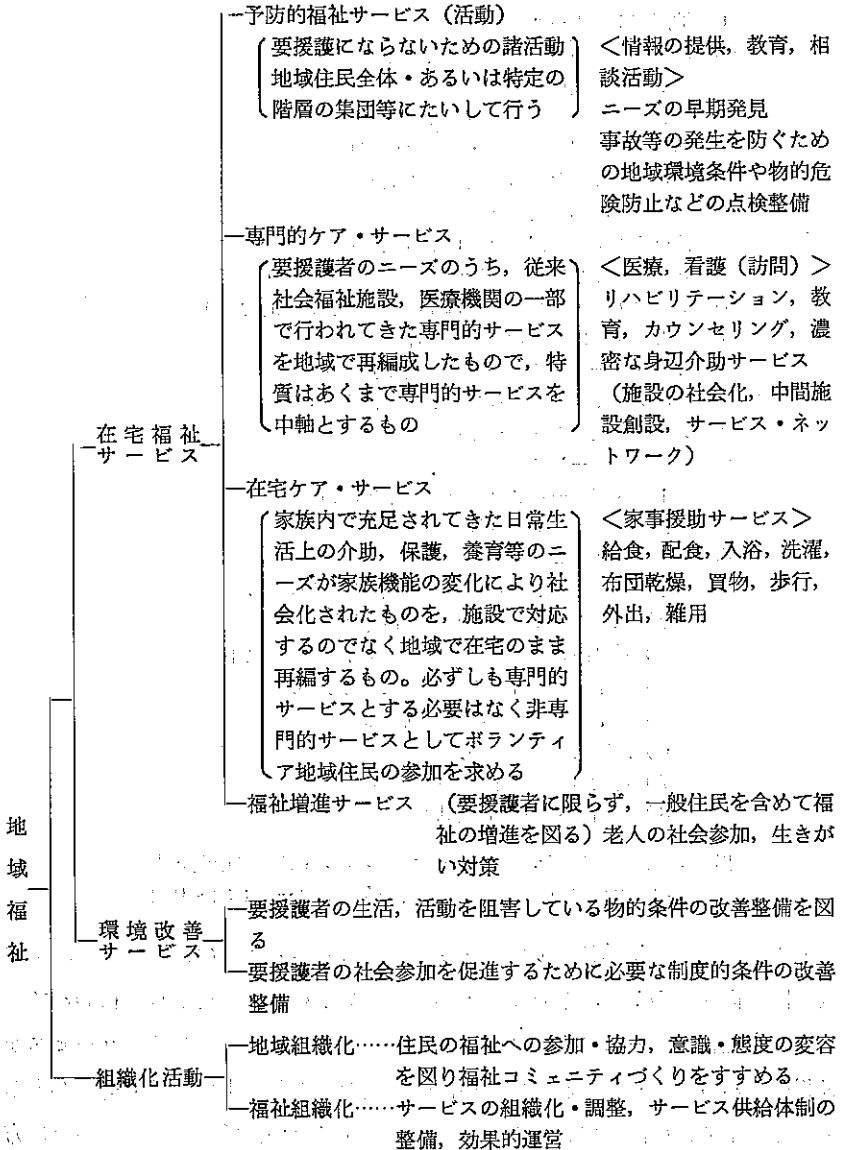 予防的福祉サービス（活動）
要援護にならないための諸活動
地域住民全体・あるいは特定の
階層の集団等にたいして行う
＜情報の提供，教育，相
談活動＞
ニーズの早期発見
事故等の発生を防ぐため
の地域環境条件や物的危
険防止などの点検整備
専門的ケア・サービス
要援護者のニーズのうち，従来
社会福祉施設，医療機関の一部
で行われてきた専門的サービス
を地域で再編成したもので，特
質はあくまで専門的サービスを
中軸とするもの
＜医療，看護（訪問）＞
リハビリテーション，教
育，カウンセリング，濃
密な身辺介助サービス
（施設の社会化，中間施
設創設，サービス・ネッ
トワーク）
在宅福祉
サービス
在宅ケア・サービス
家族内で充足されてきた日常生
活上の介助，保護，養育等のニ
ーズが家族機能の変化により社
会化されたものを，施設で対応
するのでなく地域で在宅のまま
再編するもの。必ずしも専門的
サービスとする必要はなく非専
門的サービスとしてボランティ
ア地域住民の参加を求める
＜家事援助サービス＞
給食，配食，入浴，洗濯，
布団乾燥，買物，歩行，
外出，雑用
福祉増進サービス （要援護者に限らず，一般住民を含めて福
祉の増進を図る）老人の社会参加，生きが
い対策
地域福祉
環境改善
サービス
要援護者の生活，活動を阻害している物的条件の改善整備を図
る
要援護者の社会参加を促進するために必要な制度的条件の改善
整備
組織化活動
地域組織化……住民の福祉への参加・協力，意識・態度の変容
を図り福祉コミェニティづくりをすすめる
福祉組織化……サービスの組織化・調整，サービス供給体制の
整備，効果的運営